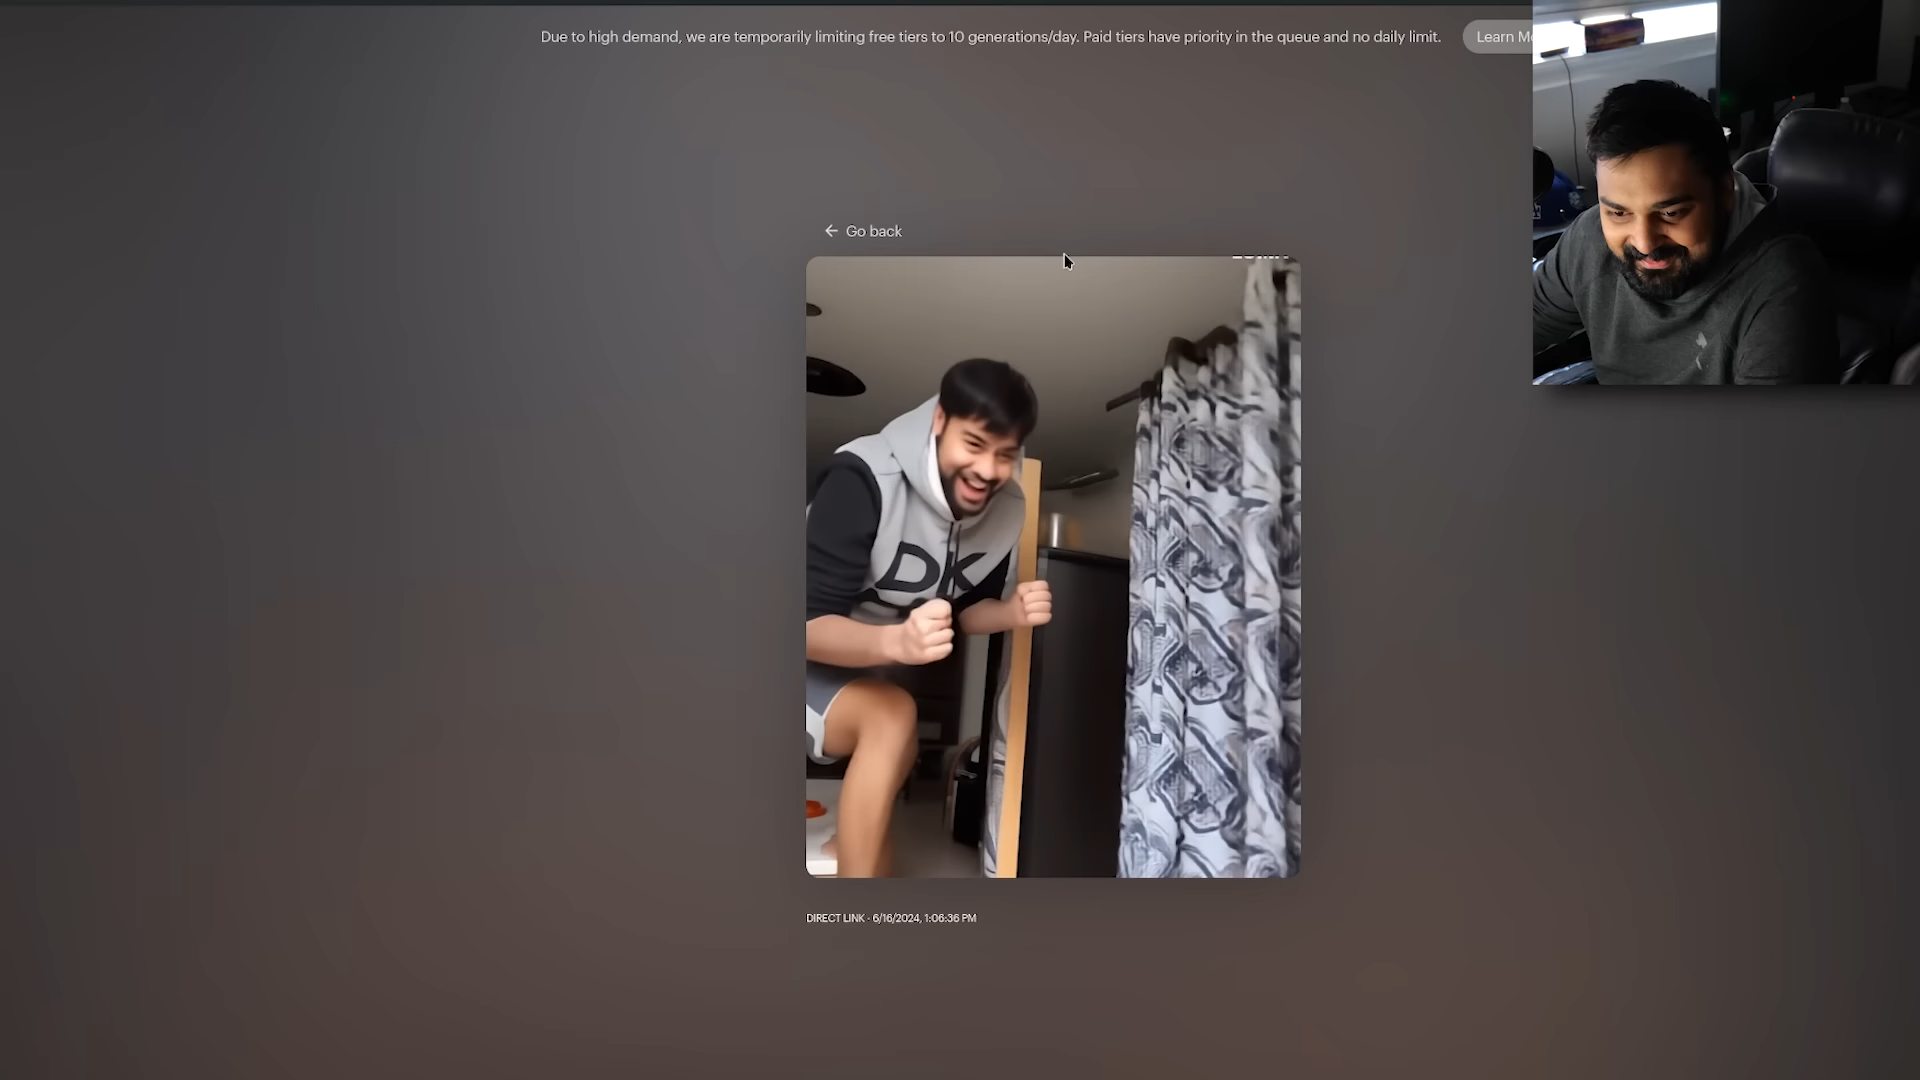 Due to high demand, we are temporarily limiting free tiers to 10 generations/day. Paid tiers have priority in the queue and no daily limit.
Learn
Go back
DK
DIRECT LINK · 6/16/2024, 1:06:36 PM